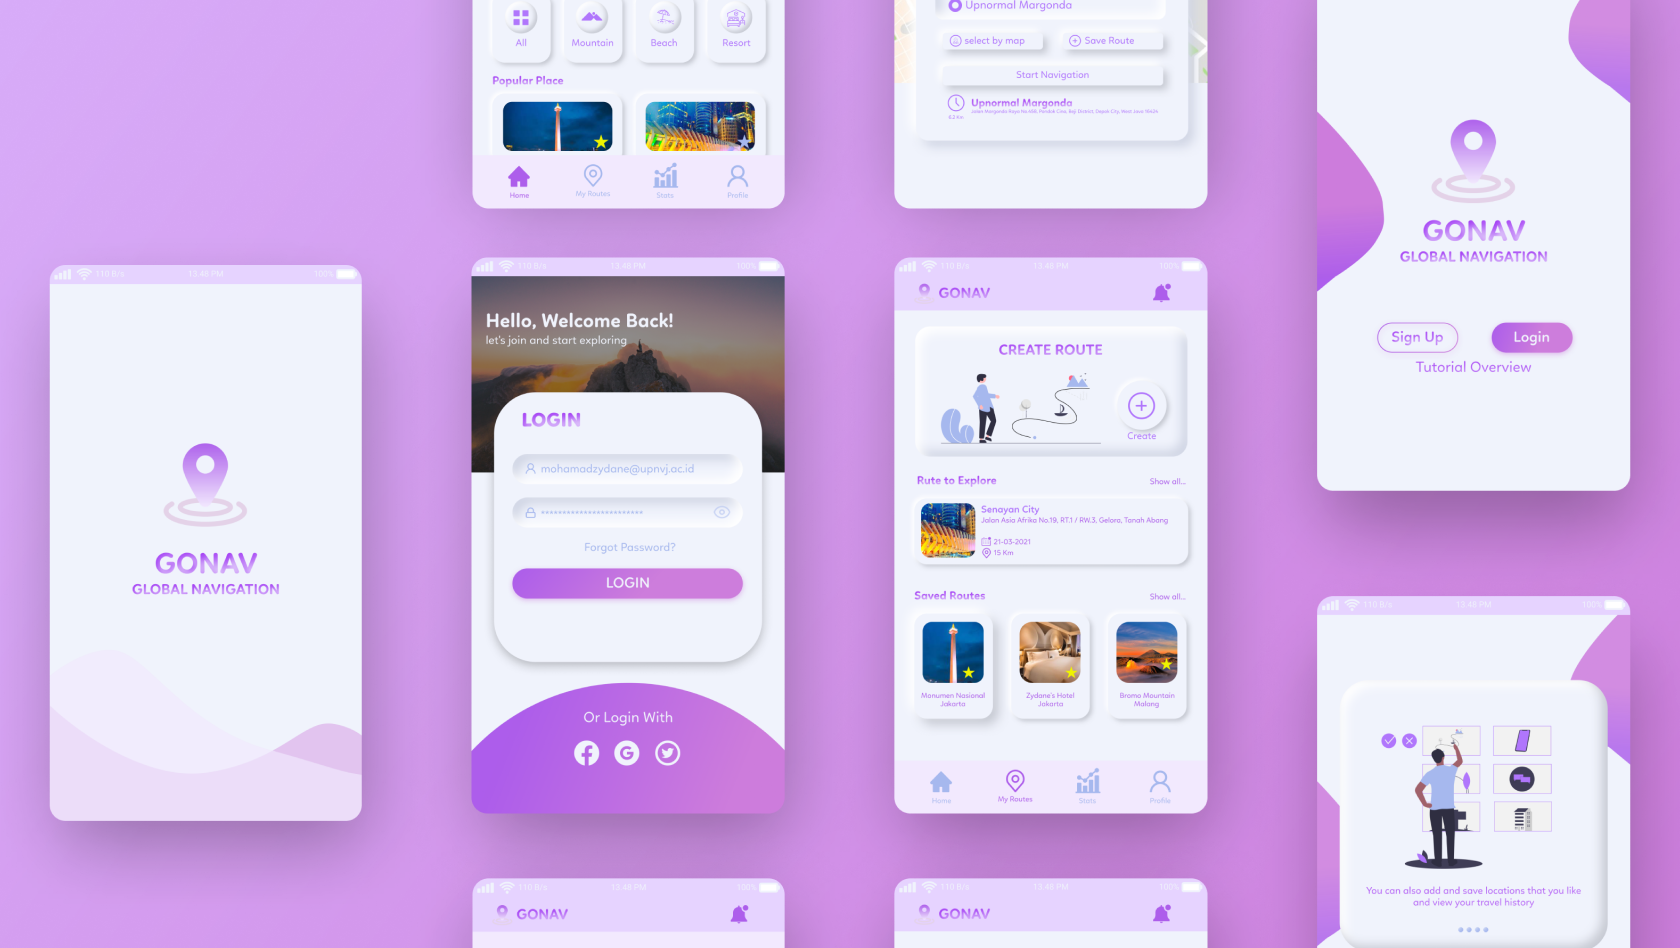 All
Mountain
Beach
Resort
Popular Place
Home
My Routes
Stats
Profile
Upnormal Margonda
select by map
Save Route
Start Navigation
Upnormal Margonda
GONAV
GLOBAL NAVIGATION
Sign Up
Login
Tutorial Overview
110 B/s
13:48 PM
100%
GONAV
GLOBAL NAVIGATION
110 B/s
13:48 PM
100%
Hello, Welcome Back!
let's join and start exploring
LOGIN
mohamadzydane@upnvj.ac.id
Forgot Password?
LOGIN
Or Login With
110 B/s
13:48 PM
100%
GONAV
CREATE ROUTE
Create
Rute to Explore
Show all...
Senayan City
Jalan Asia Afrika No.19, RT.1 / RW.3, Gelora, Tanah Abang
21-03-2021
15 Km
Saved Routes
Show all...
Monumen Nasional
Jakarta
Zydane's Hotel
Jakarta
Bromo Mountain
Malang
Home
My Routes
Stats
Profile
110 B/s
13:48 PM
100%
You can also add and save locations that you like
and view your travel history
110 B/s
13:48 PM
100%
GONAV
110 B/s
13:48 PM
100%
GONAV